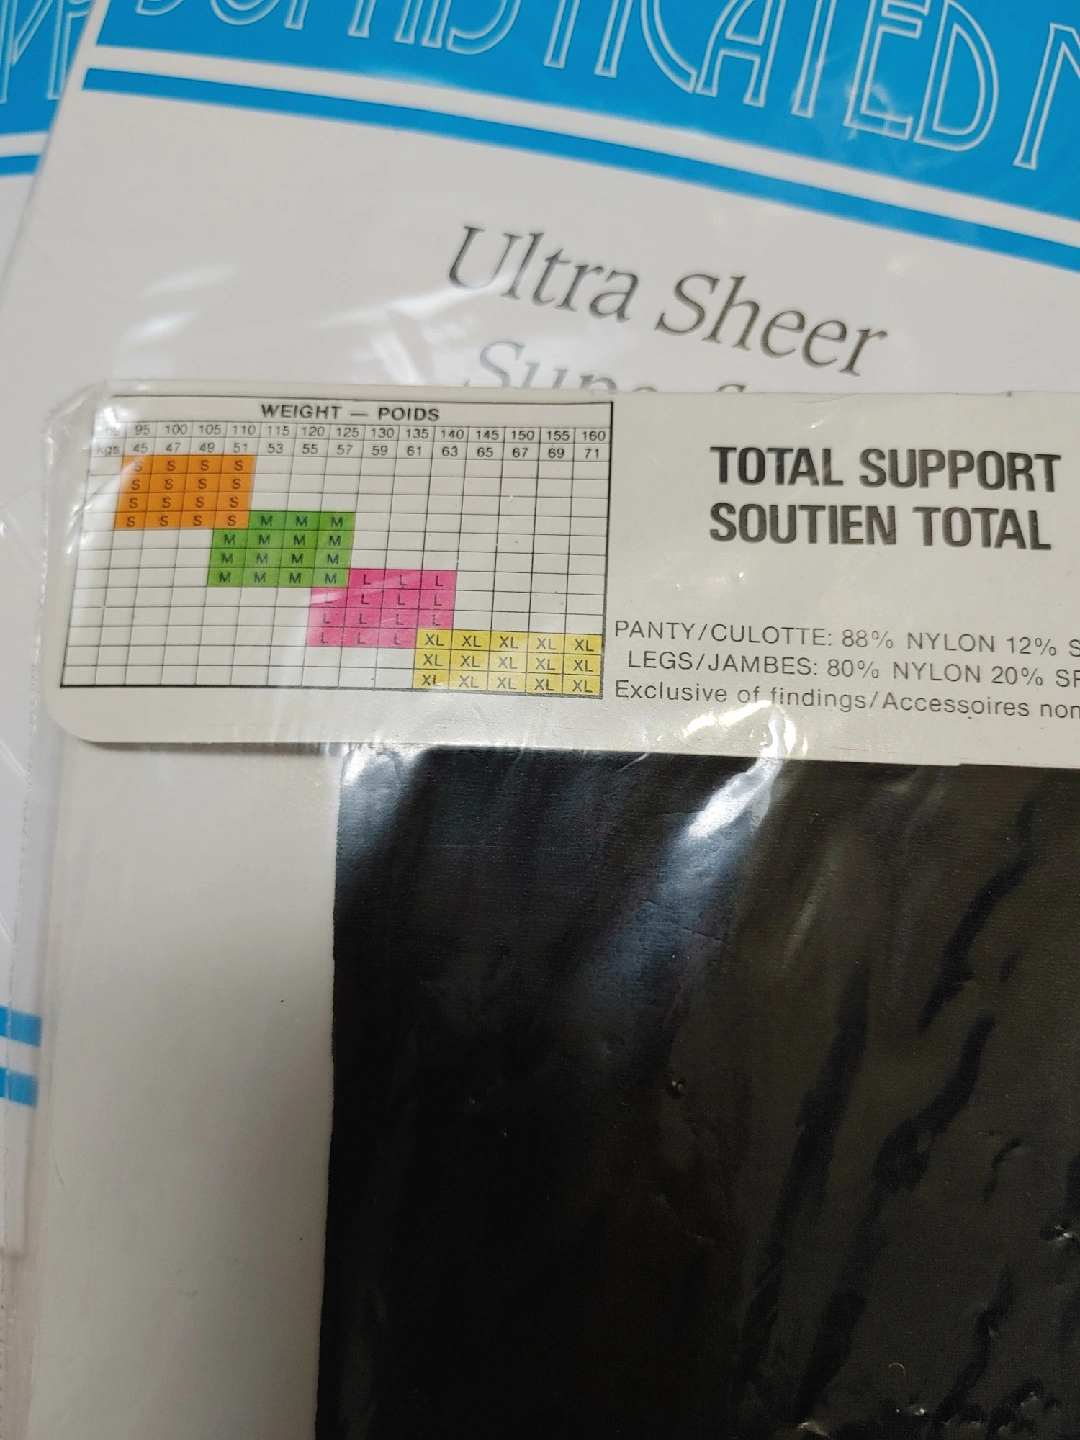 SOPHISTICATED
Ultra Sheer
WEIGHT — POIDS
95 100 105 110 115 120 125 130 135 140 145 150 155 160
kgs 45 47 49 51 53 55 57 59 61 63 65 67 69 71
S S S S
S S S S
S S S S
S S S S M M M
M M M M
M M M M
M M M M L L L
L L L
L L L L
L L L XL XL XL XL XL
XL XL XL XL XL
XL XL XL XL XL
TOTAL SUPPORT
SOUTIEN TOTAL
PANTY/CULOTTE: 88% NYLON 12%
LEGS/JAMBES: 80% NYLON 20%
Exclusive of findings/Accessoires non